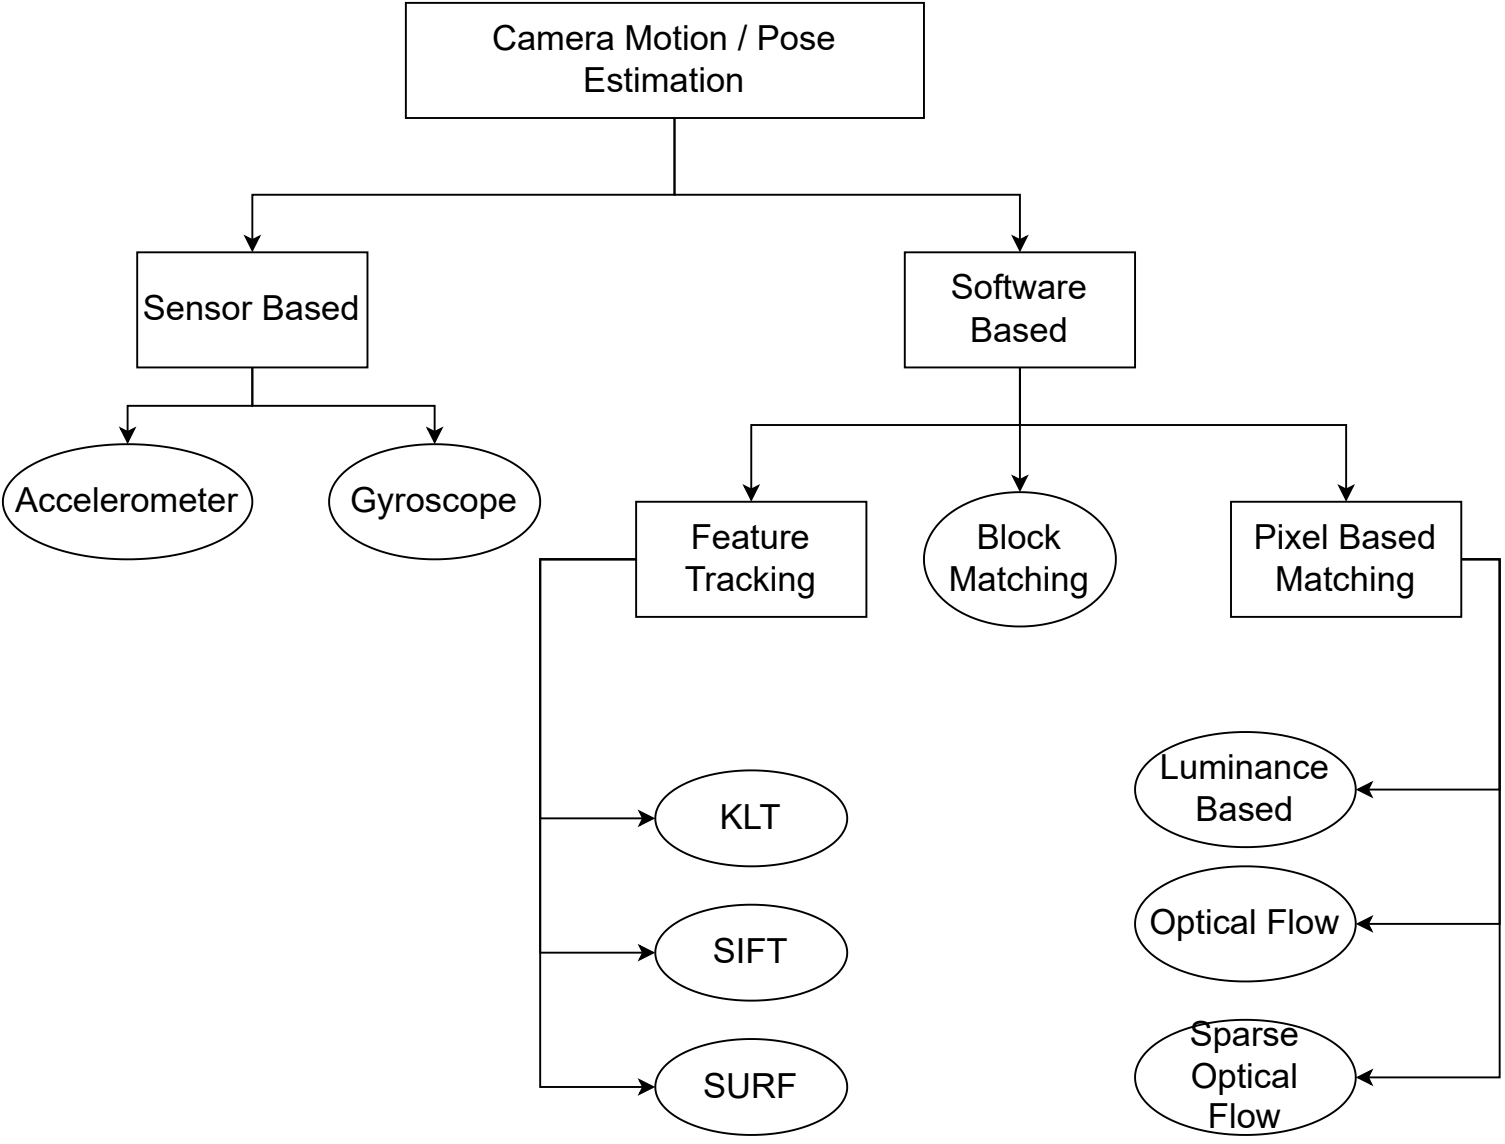 Camera Motion / Pose
Estimation
Sensor Based
Software
Based
Accelerometer
Gyroscope
Feature
Tracking
Block
Matching
Pixel Based
Matching
KLT
SIFT
SURF
Luminance
Based
Optical Flow
Sparse
Optical
Flow